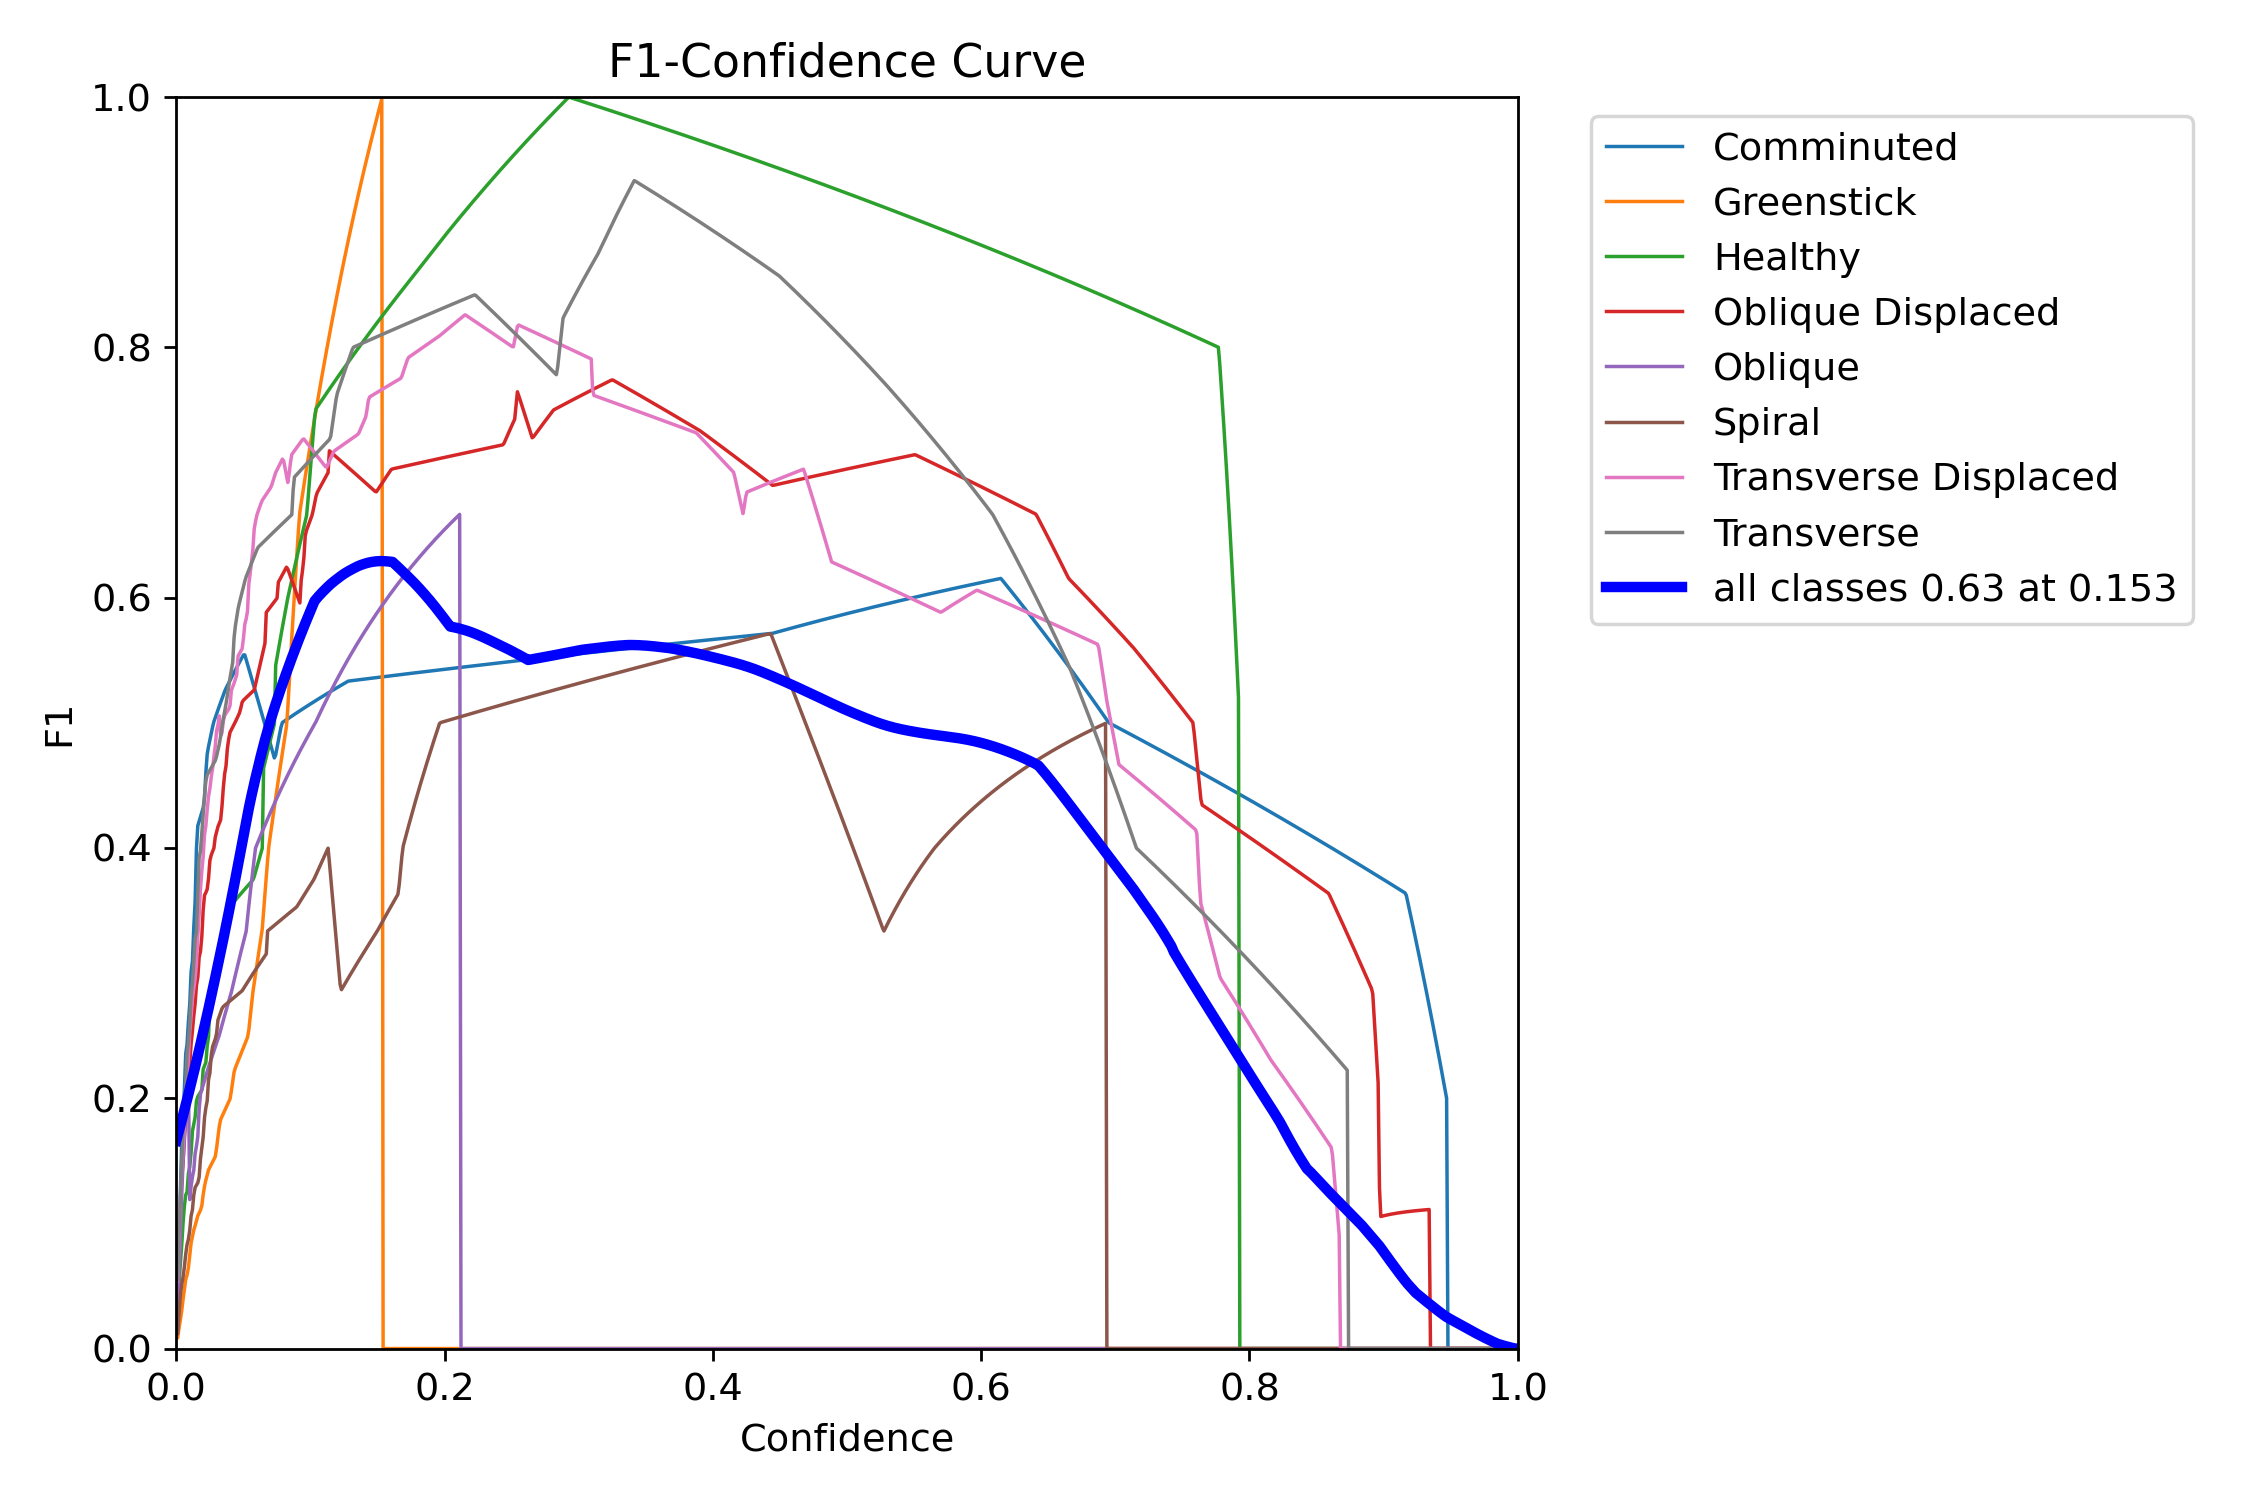 F1-Confidence Curve
1.0
0.8
0.6
0.4
0.2
0.0
F1
0.0 0.2 0.4 0.6 0.8 1.0
Confidence
Comminuted
Greenstick
Healthy
Oblique Displaced
Oblique
Spiral
Transverse Displaced
Transverse
all classes 0.63 at 0.153